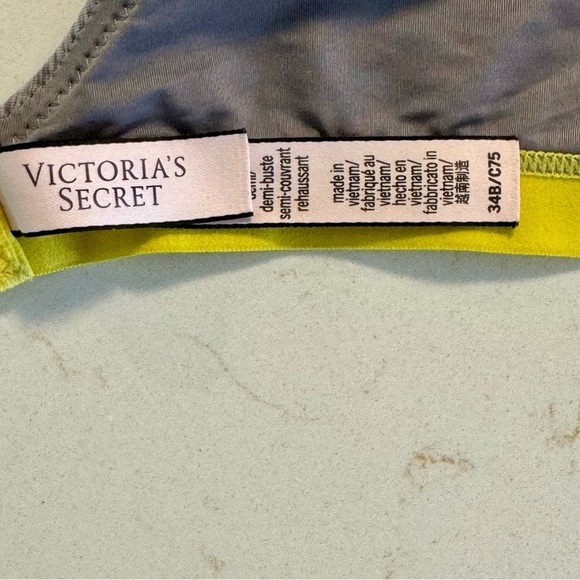 VICTORIA'S
SECRET
demi-buste
semi-couvrant
rehaussant
made in
vietnam/
fabriqué au
vietnam/
hecho en
vietnam/
fabbricato in
vietnam/
越南制造
34B/C75